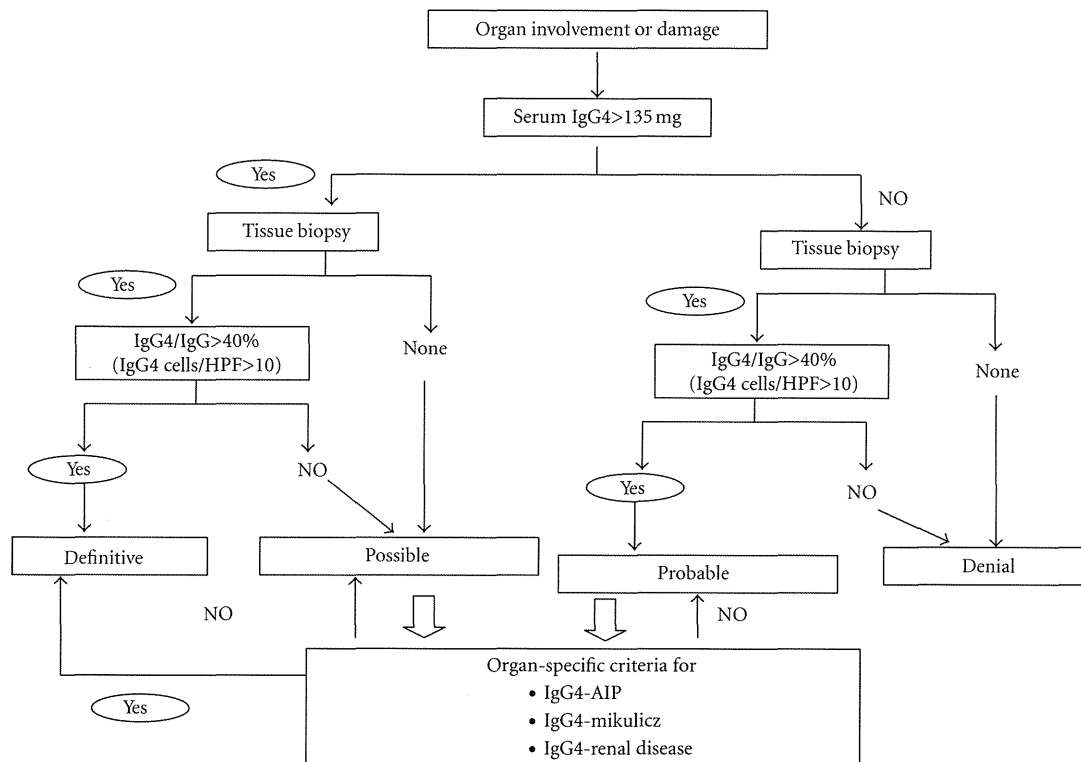 Organ involvement or damage
Serum IgG4>135 mg
Yes
NO
Tissue biopsy
Tissue biopsy
Yes
Yes
IgG4/IgG>40%
(IgG4 cells/HPF>10)
None
IgG4/IgG>40%
(IgG4 cells/HPF>10)
None
Yes
NO
Yes
NO
Definitive
Possible
Probable
Denial
NO
NO
Organ-specific criteria for
• IgG4-AIP
• IgG4-mikulicz
• IgG4-renal disease
Yes